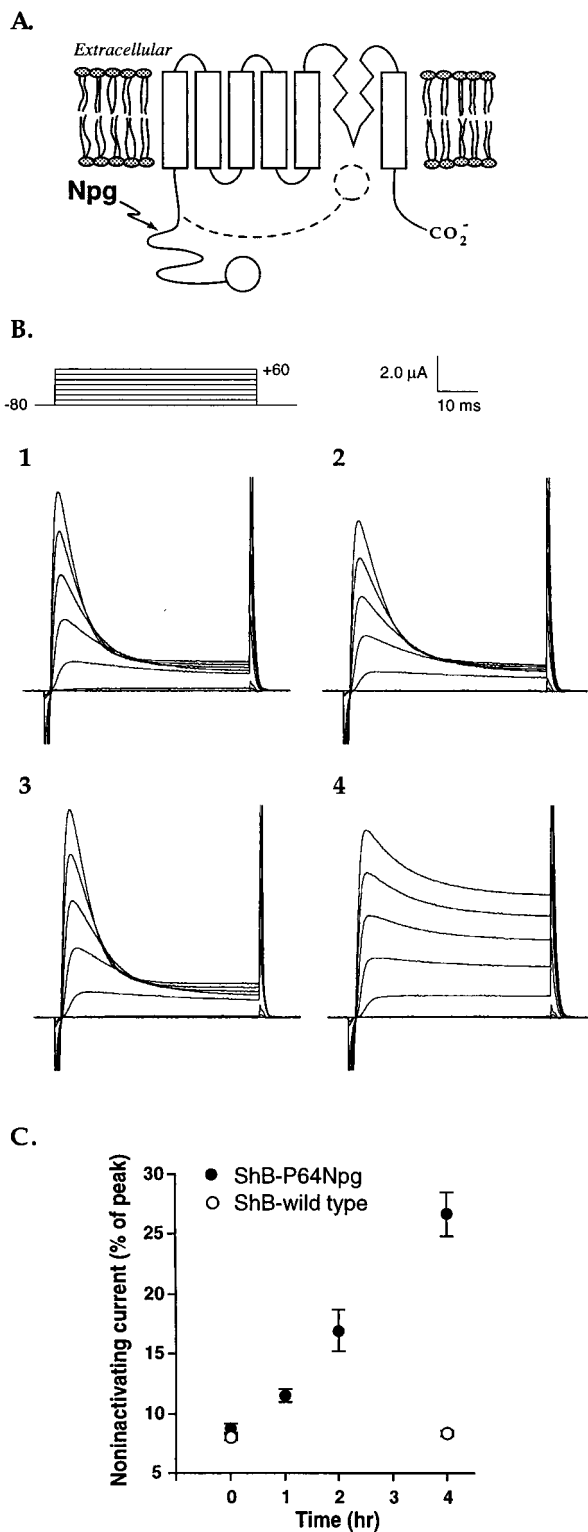 A.
Extracellular
Npg
CO2-
B.
+60
-80
2.0 µA
10 ms
1
2
3
4
C.
ShB-P64Npg
ShB-wild type
Noninactivating current (% of peak)
30
25
20
15
10
5
0
1
2
3
4
Time (hr)